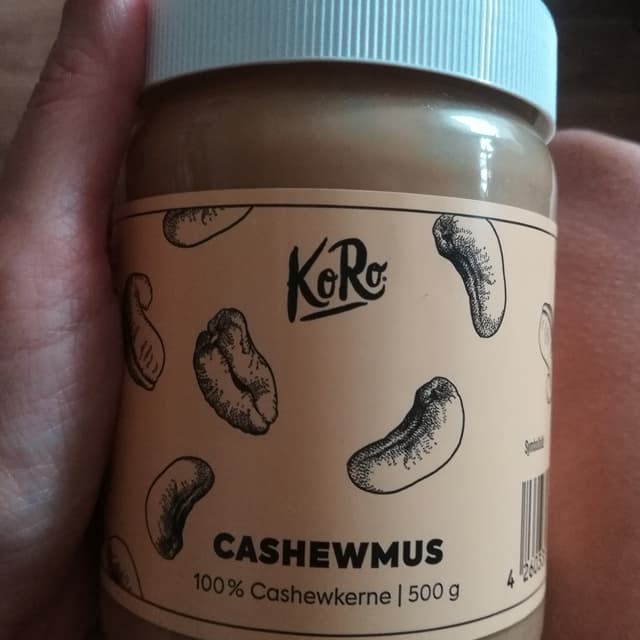 KoRo
CASHEWMUS
100% Cashewkerne | 500 g